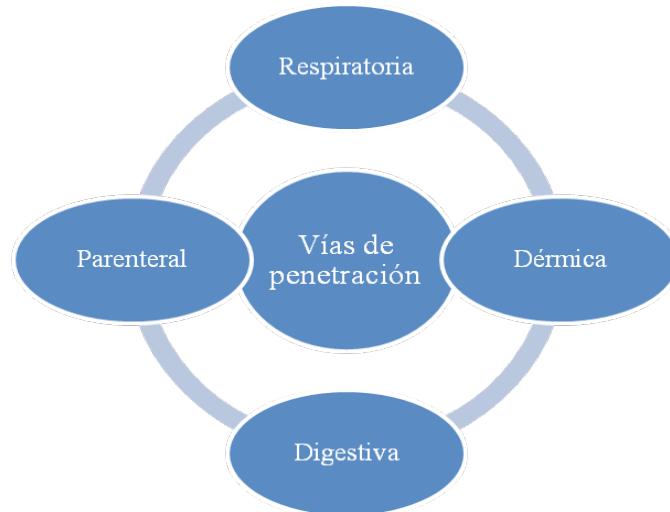 Respiratoria
Parenteral
Vías de
penetración
Dérmica
Digestiva